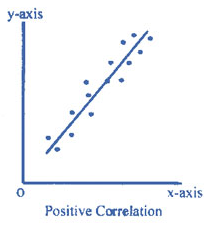 y-axis
O
x-axis
Positive Correlation